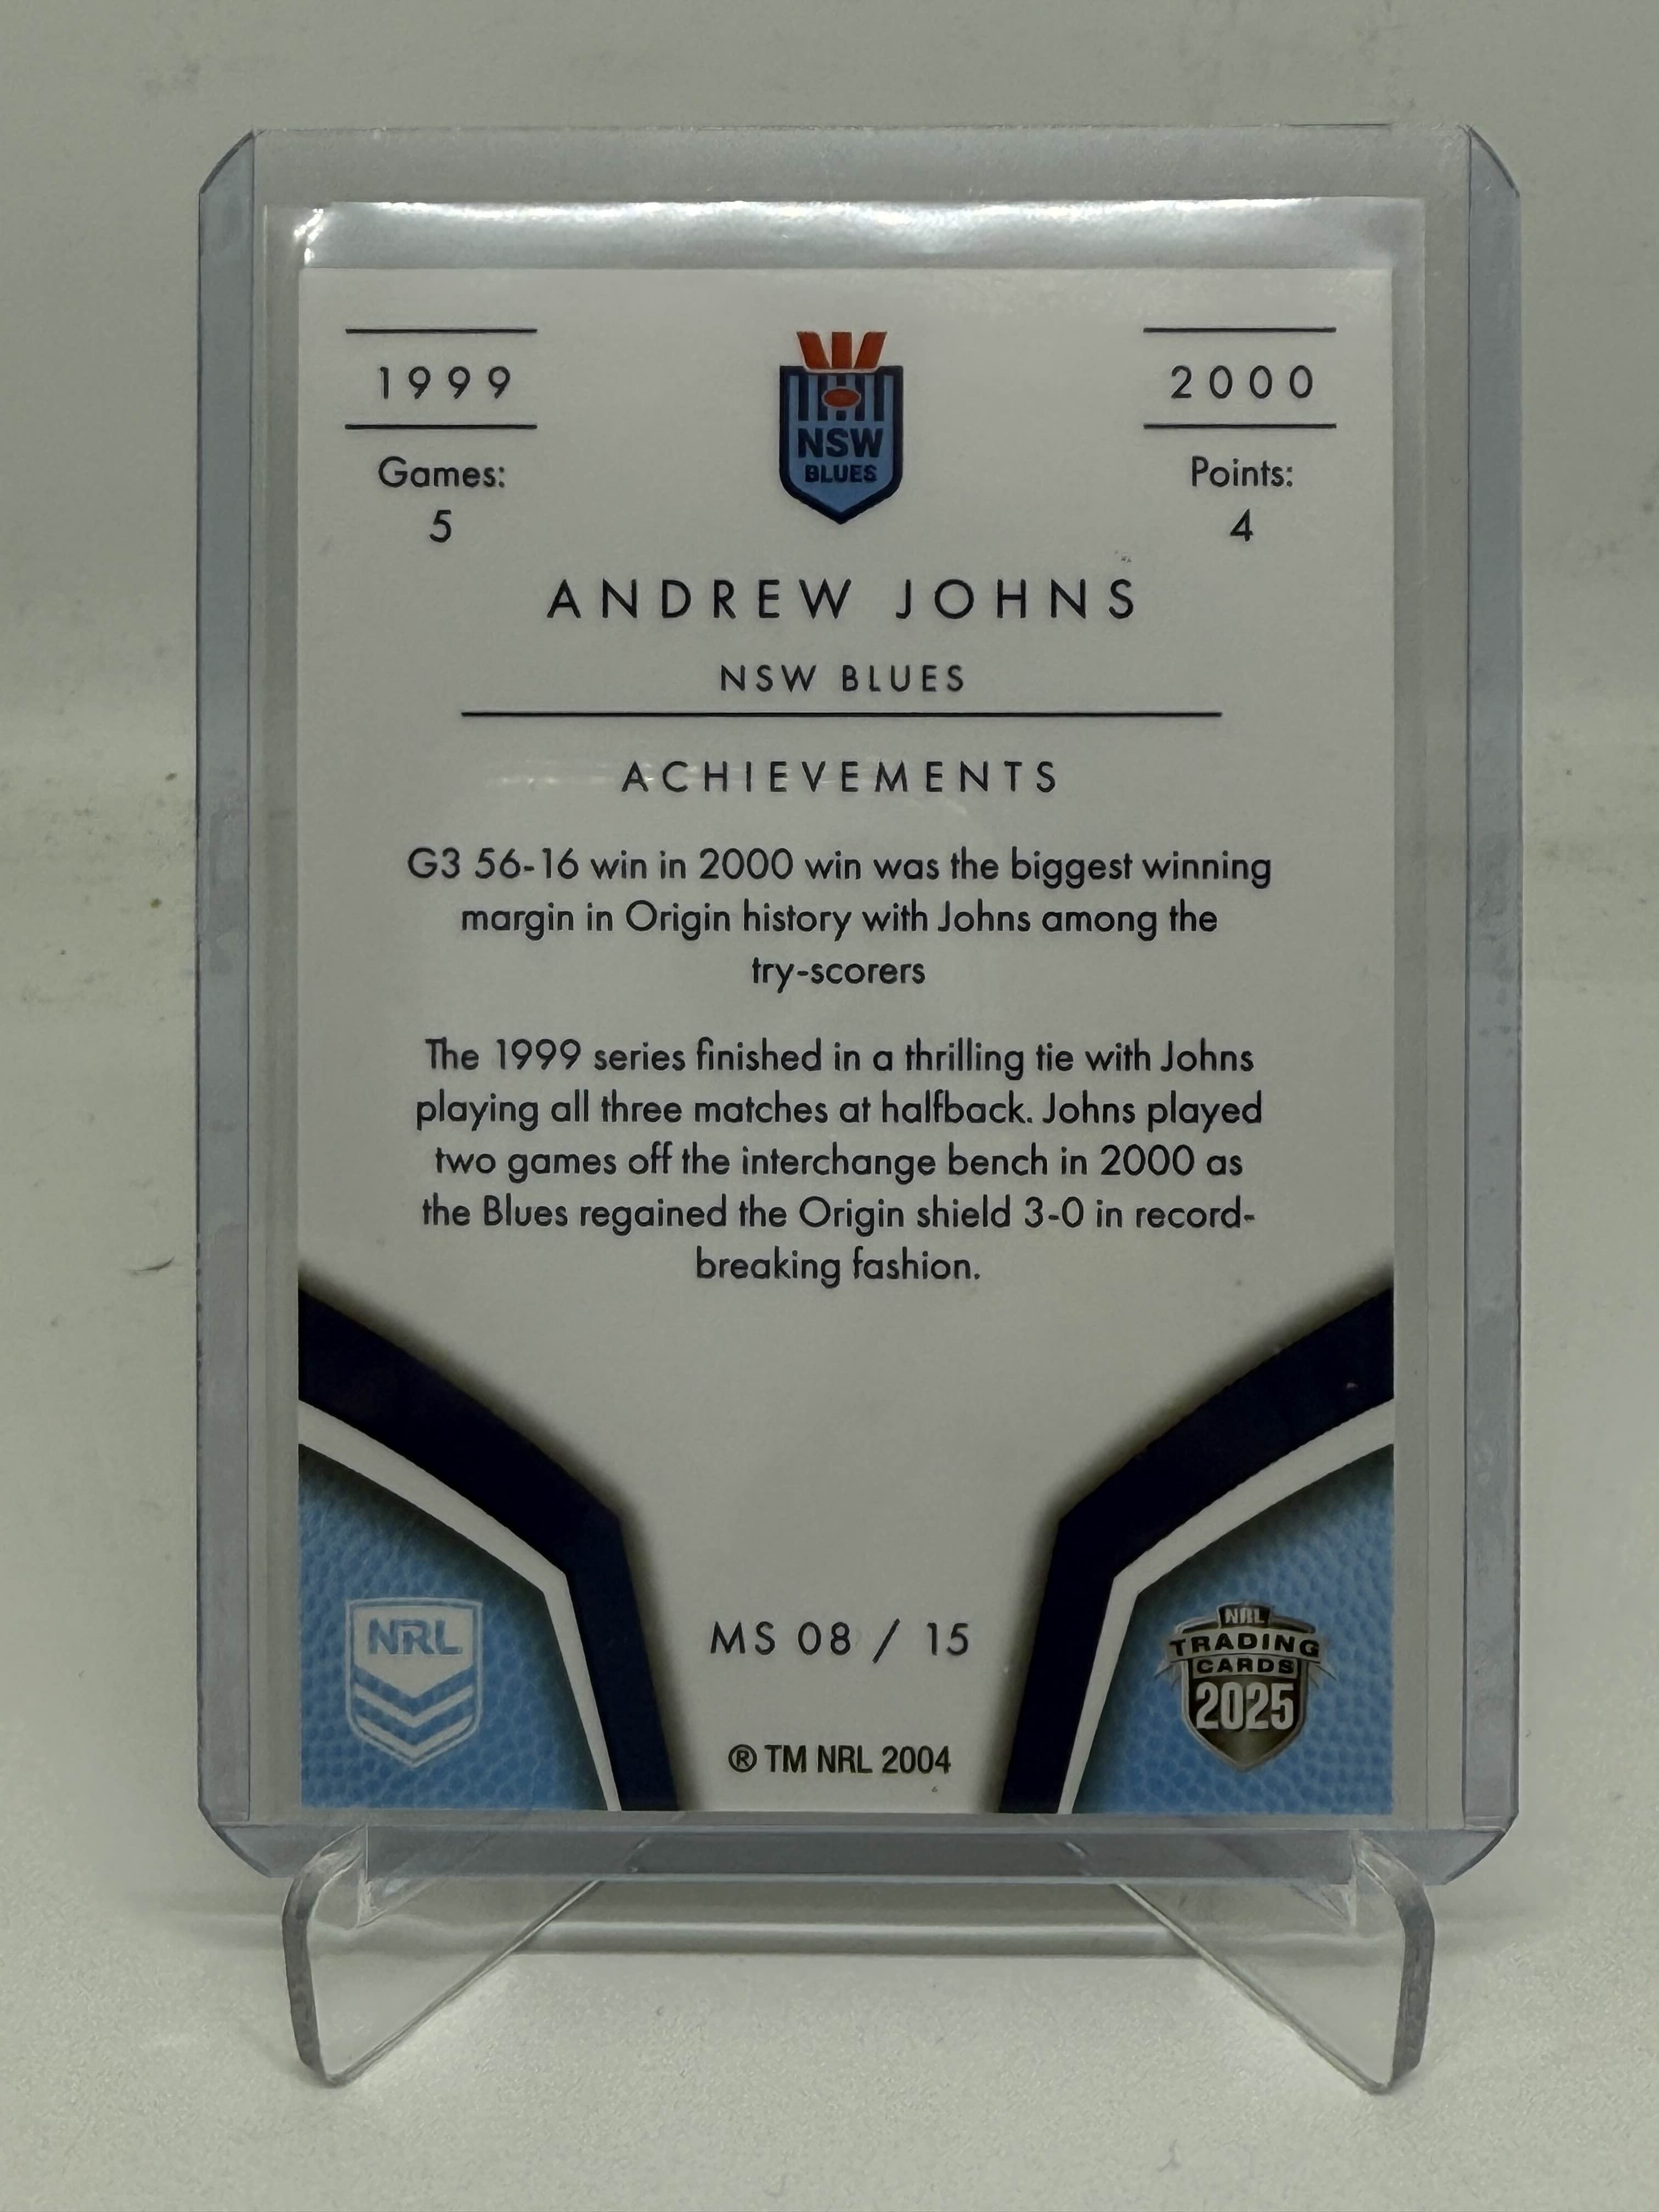 1999
2000
NSW
BLUES
Games:
5
Points:
4
ANDREW JOHNS
NSW BLUES
ACHIEVEMENTS
G3 56-16 win in 2000 win was the biggest winning
margin in Origin history with Johns among the
try-scorers
The 1999 series finished in a thrilling tie with Johns
playing all three matches at halfback. Johns played
two games off the interchange bench in 2000 as
the Blues regained the Origin shield 3-0 in record-
breaking fashion.
NRL
MS 08 / 15
NRL
TRADING
CARDS
2025
® TM NRL 2004